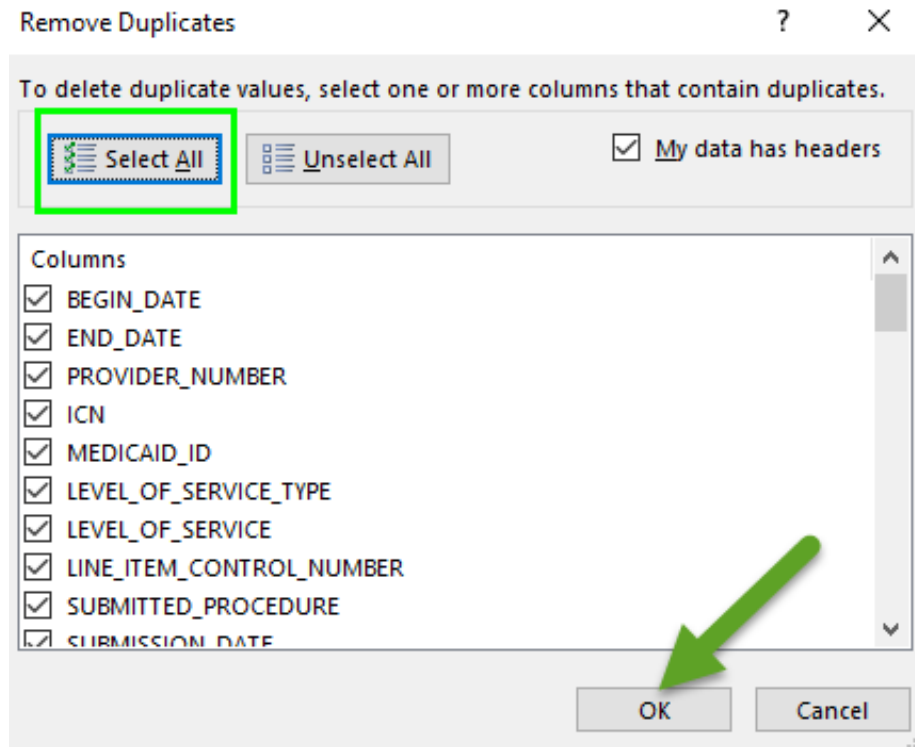 Remove Duplicates
?
To delete duplicate values, select one or more columns that contain duplicates.
Select All
Unselect All
My data has headers
Columns
BEGIN_DATE
END_DATE
PROVIDER_NUMBER
ICN
MEDICAID_ID
LEVEL_OF_SERVICE_TYPE
LEVEL_OF_SERVICE
LINE_ITEM_CONTROL_NUMBER
SUBMITTED_PROCEDURE
SUBMISSION_DATE
OK
Cancel